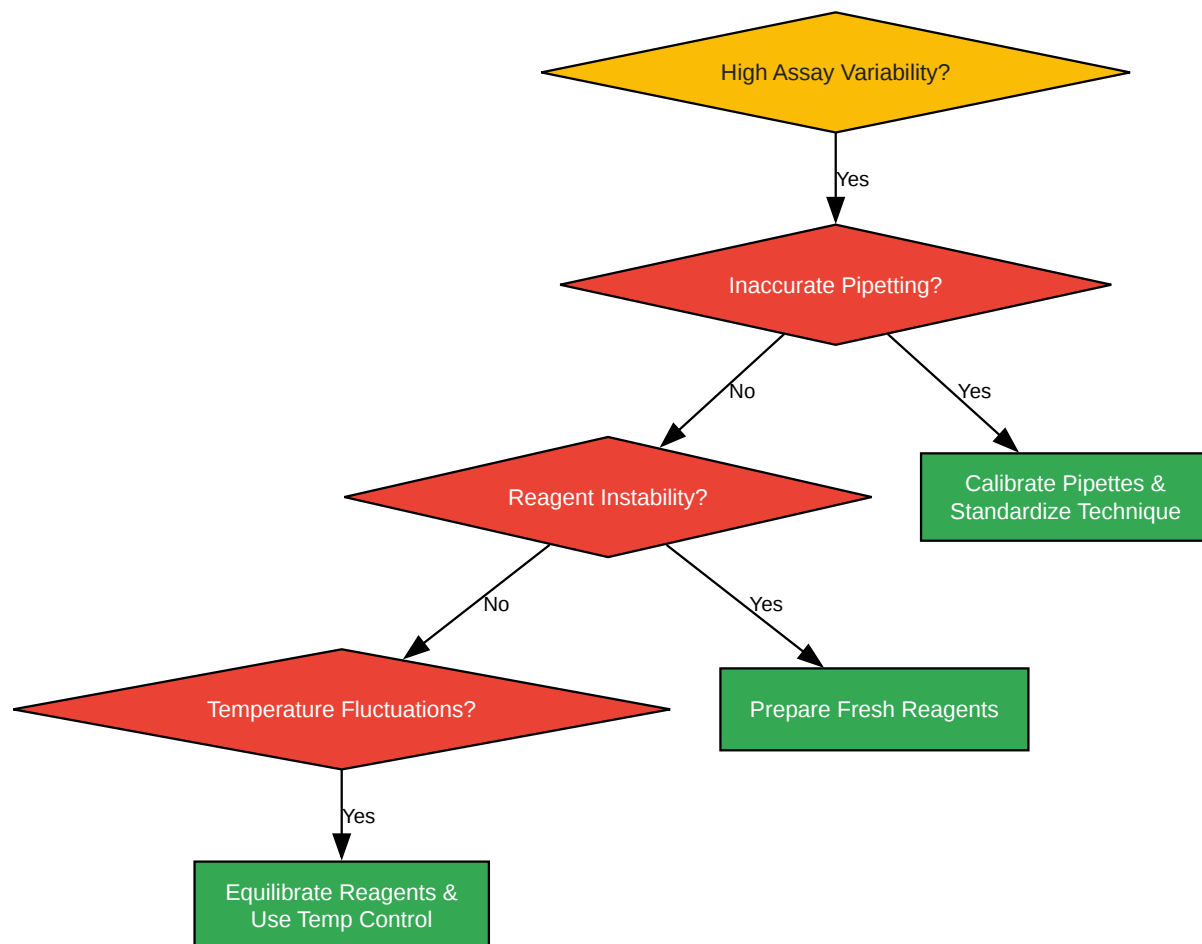 High Assay Variability?
Yes
Inaccurate Pipetting?
No
Yes
Reagent Instability?
Calibrate Pipettes &
Standardize Technique
No
Yes
Temperature Fluctuations?
Prepare Fresh Reagents
Yes
Equilibrate Reagents &
Use Temp Control